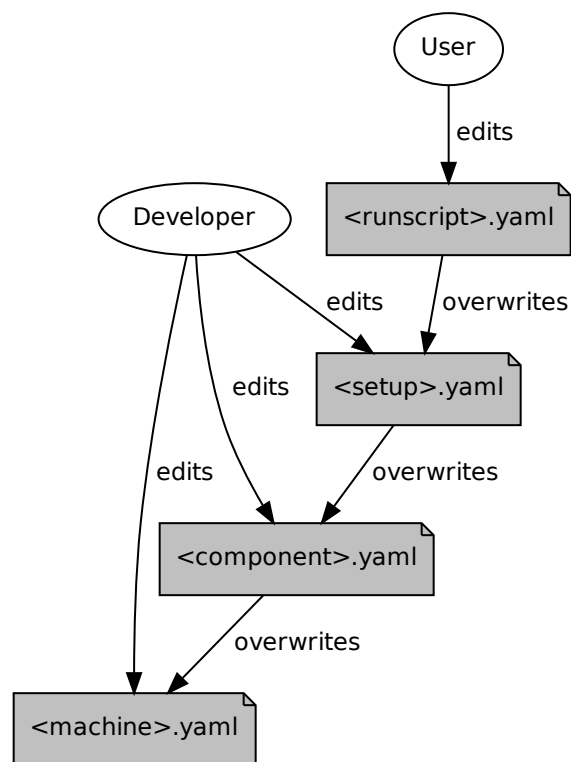 User
edits
Developer
<runscript>.yaml
edits
overwrites
edits
<setup>.yaml
edits
overwrites
<component>.yaml
overwrites
<machine>.yaml